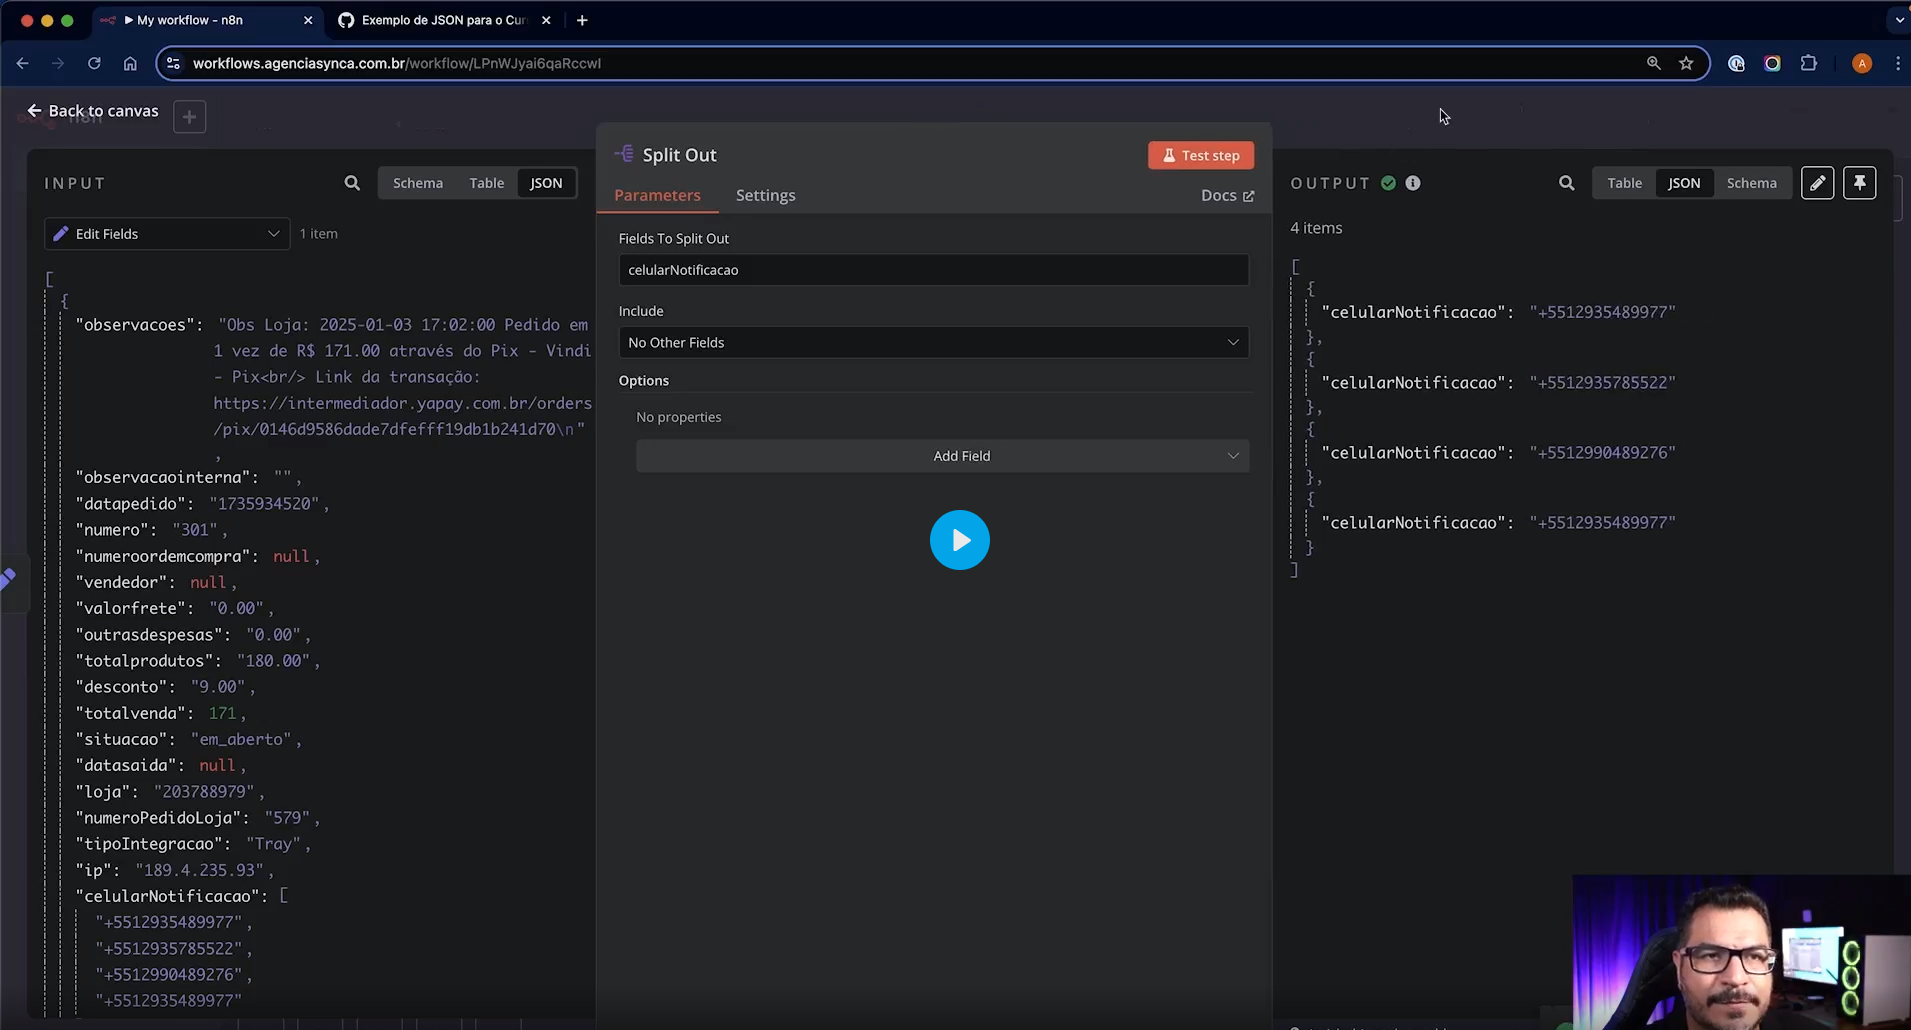 My workflow - n8n
Exemplo de JSON para o Cur
workflows.agenciasynca.com.br/workflow/LPnWJyai6qaRccwI
A
Back to canvas
n8n
INPUT
Schema
Table
JSON
Edit Fields
1 item
[
{
"observacoes": "Obs Loja: 2025-01-03 17:02:00 Pedido em
1 vez de R$ 171.00 através do Pix - Vindi
- Pix<br/> Link da transação:
https://intermediador.yapay.com.br/orders
/pix/0146d9586dade7dfefff19db1b241d70\n"
,
"observacaointerna": "",
"datapedido": "1735934520",
"numero": "301",
"numeroordemcompra": null,
"vendedor": null,
"valorfrete": "0.00",
"outrasdespesas": "0.00",
"totalprodutos": "180.00",
"desconto": "9.00",
"totalvenda": 171,
"situacao": "em_aberto",
"datasaida": null,
"loja": "203788979",
"numeroPedidoLoja": "579",
"tipoIntegracao": "Tray",
"ip": "189.4.235.93",
"celularNotificacao": [
"+5512935489977",
"+5512935785522",
"+5512990489276",
"+5512935489977"
Split Out
Test step
Parameters
Settings
Docs
Fields To Split Out
celularNotificacao
Include
No Other Fields
Options
No properties
Add Field
OUTPUT
Table
JSON
Schema
4 items
[
{
"celularNotificacao": "+5512935489977"
},
{
"celularNotificacao": "+5512935785522"
},
{
"celularNotificacao": "+5512990489276"
},
{
"celularNotificacao": "+5512935489977"
}
]